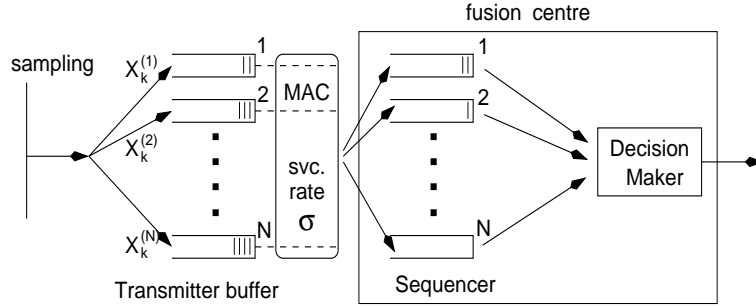 fusion centre
sampling
X_k^(1)
1
1
MAC
X_k^(2)
2
2
svc.
rate
σ
Decision
Maker
X_k^(N)
N
N
Transmitter buffer
Sequencer